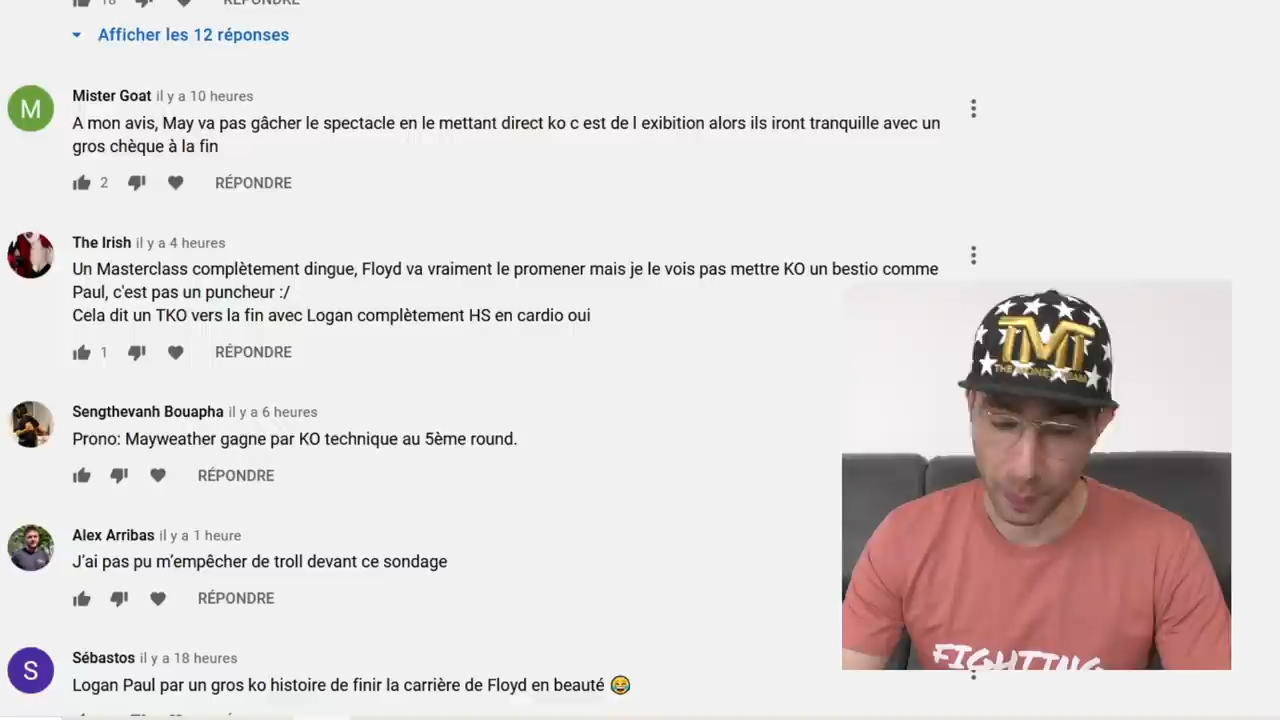 18 RÉPONDRE
Afficher les 12 réponses
M
Mister Goat il y a 10 heures
A mon avis, May va pas gâcher le spectacle en le mettant direct ko c est de l exibition alors ils iront tranquille avec un
gros chèque à la fin
2 RÉPONDRE
The Irish il y a 4 heures
Un Masterclass complètement dingue, Floyd va vraiment le promener mais je le vois pas mettre KO un bestio comme
Paul, c'est pas un puncheur :/
Cela dit un TKO vers la fin avec Logan complètement HS en cardio oui
1 RÉPONDRE
Sengthevanh Bouapha il y a 6 heures
Prono: Mayweather gagne par KO technique au 5ème round.
RÉPONDRE
Alex Arribas il y a 1 heure
J'ai pas pu m'empêcher de troll devant ce sondage
RÉPONDRE
S
Sébastos il y a 18 heures
Logan Paul par un gros ko histoire de finir la carrière de Floyd en beauté 😂
TMT
THE MONEY TEAM
FIGHTING